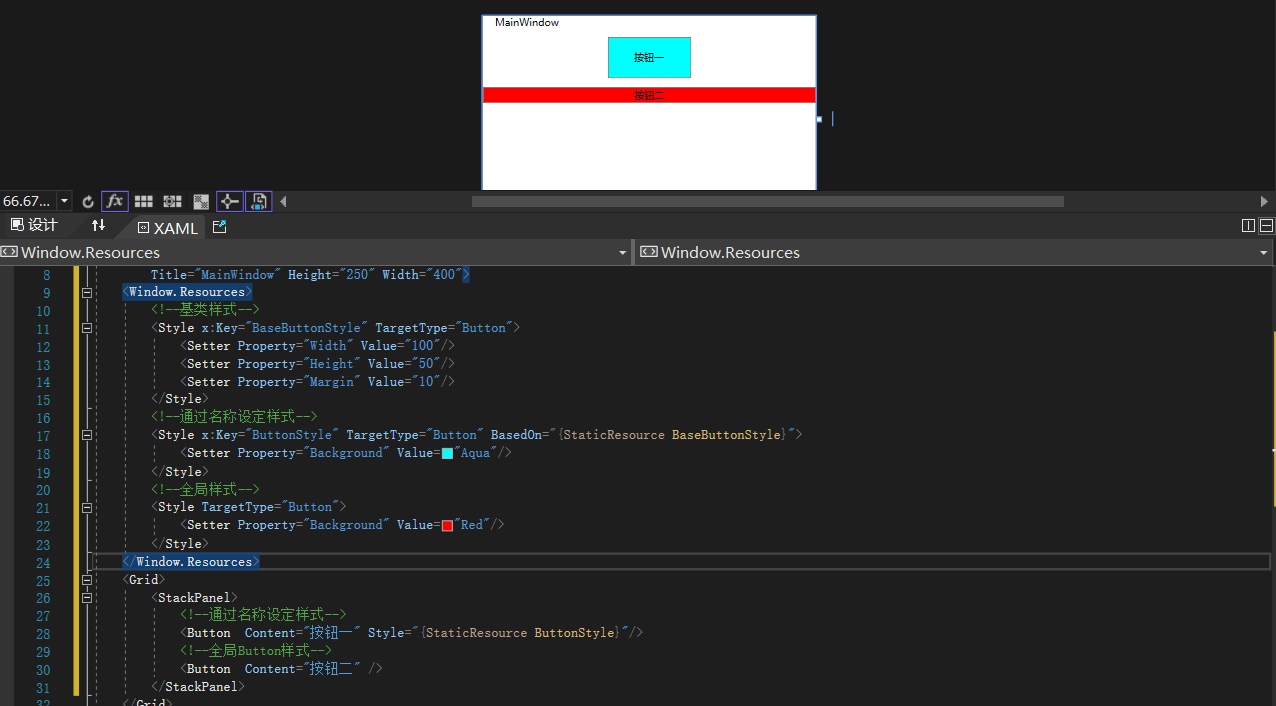 MainWindow
按钮一
按钮二
66.67...
fx
设计
XAML
Window.Resources
Window.Resources
8 Title="MainWindow" Height="250" Width="400">
9 <Window.Resources>
10 <!--基类样式-->
11 <Style x:Key="BaseButtonStyle" TargetType="Button">
12 <Setter Property="Width" Value="100"/>
13 <Setter Property="Height" Value="50"/>
14 <Setter Property="Margin" Value="10"/>
15 </Style>
16 <!--通过名称设定样式-->
17 <Style x:Key="ButtonStyle" TargetType="Button" BasedOn="{StaticResource BaseButtonStyle}">
18 <Setter Property="Background" Value="Aqua"/>
19 </Style>
20 <!--全局样式-->
21 <Style TargetType="Button">
22 <Setter Property="Background" Value="Red"/>
23 </Style>
24 </Window.Resources>
25 <Grid>
26 <StackPanel>
27 <!--通过名称设定样式-->
28 <Button  Content="按钮一" Style="{StaticResource ButtonStyle}"/>
29 <!--全局Button样式-->
30 <Button  Content="按钮二" />
31 </StackPanel>
32 </Grid>